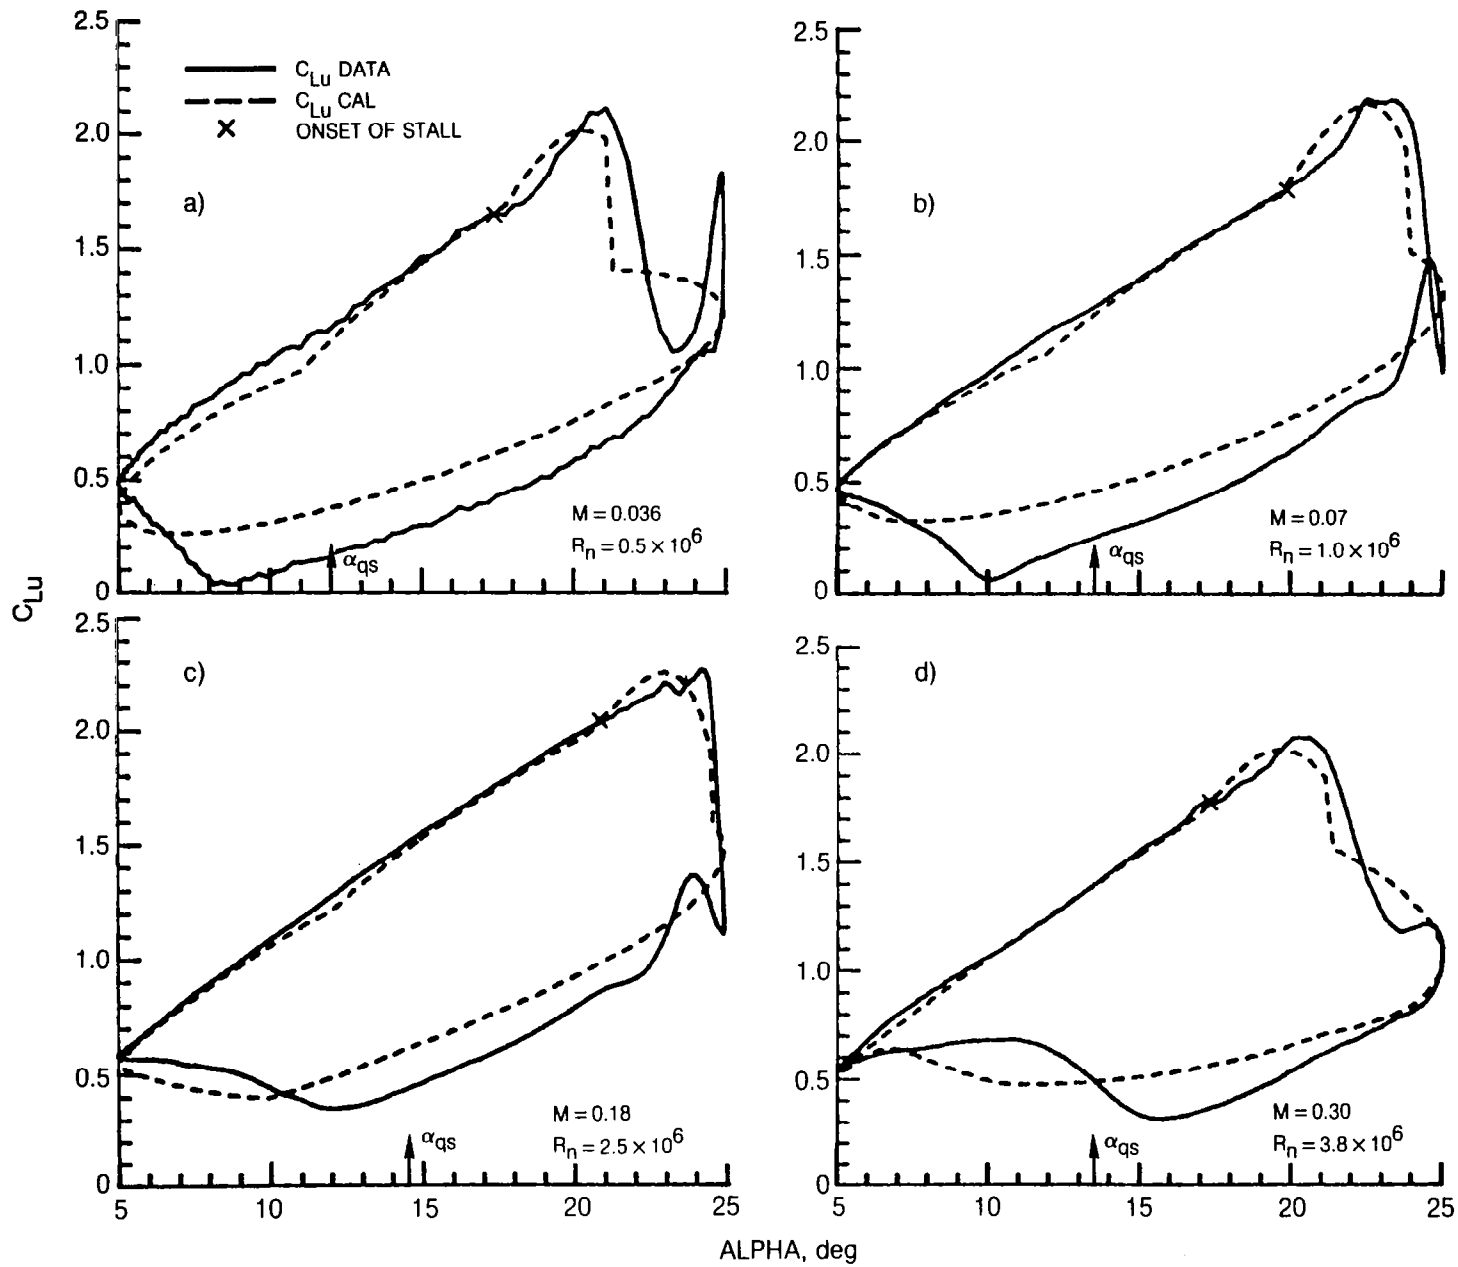 2.5
2.0
1.5
1.0
0.5
0
C_Lu DATA
C_Lu CAL
× ONSET OF STALL
a)
M = 0.036
R_n = 0.5 × 10^6
α_qs
2.5
2.0
1.5
1.0
0.5
0
b)
M = 0.07
R_n = 1.0 × 10^6
α_qs
C_Lu
2.5
2.0
1.5
1.0
0.5
0
c)
M = 0.18
R_n = 2.5 × 10^6
α_qs
5 10 15 20 25
2.5
2.0
1.5
1.0
0.5
0
d)
M = 0.30
R_n = 3.8 × 10^6
α_qs
5 10 15 20 25
ALPHA, deg